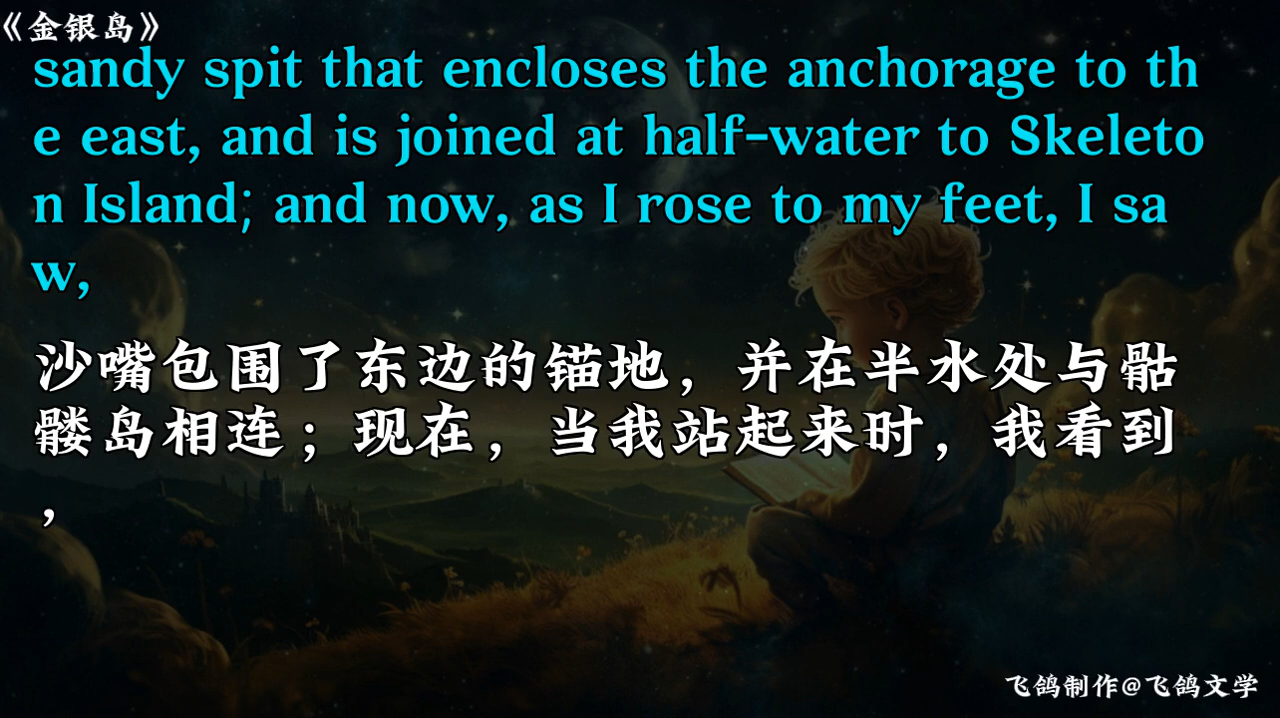 《金银岛》
sandy spit that encloses the anchorage to th
e east, and is joined at half-water to Skeleto
n Island; and now, as I rose to my feet, I sa
w,
沙嘴包围了东边的锚地，并在半水处与骷
髅岛相连；现在，当我站起来时，我看到
，
飞鸽制作@飞鸽文学